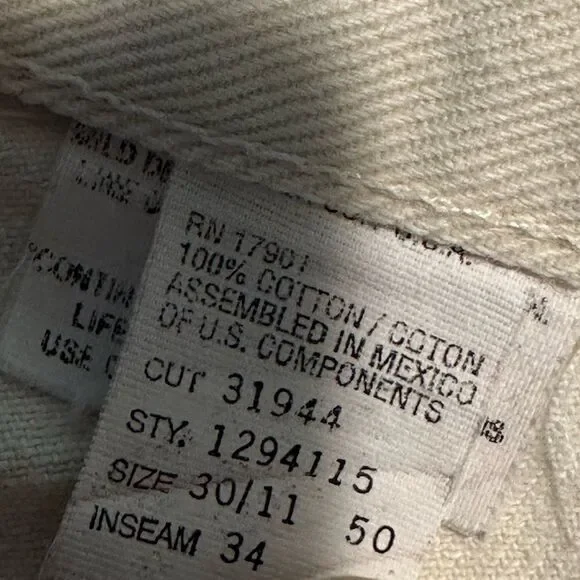 RN 17901
100% COTTON / COTON
ASSEMBLED IN MEXICO
OF U.S. COMPONENTS
CUT 31944
STY. 1294115
SIZE 30/11 50
INSEAM 34
USE